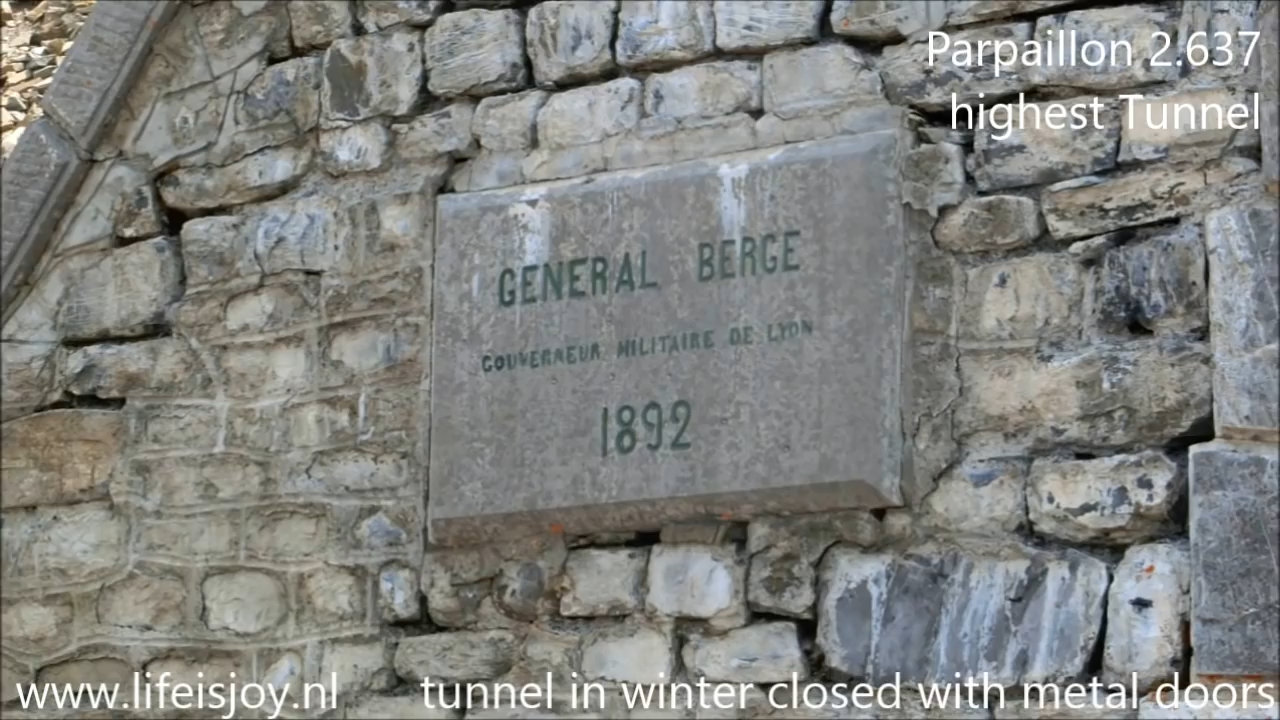 Parpaillon 2.637
highest Tunnel
GENERAL BERGE
GOUVERNEUR MILITAIRE DE LYON
1892
www.lifeisjoy.nl
tunnel in winter closed with metal doors